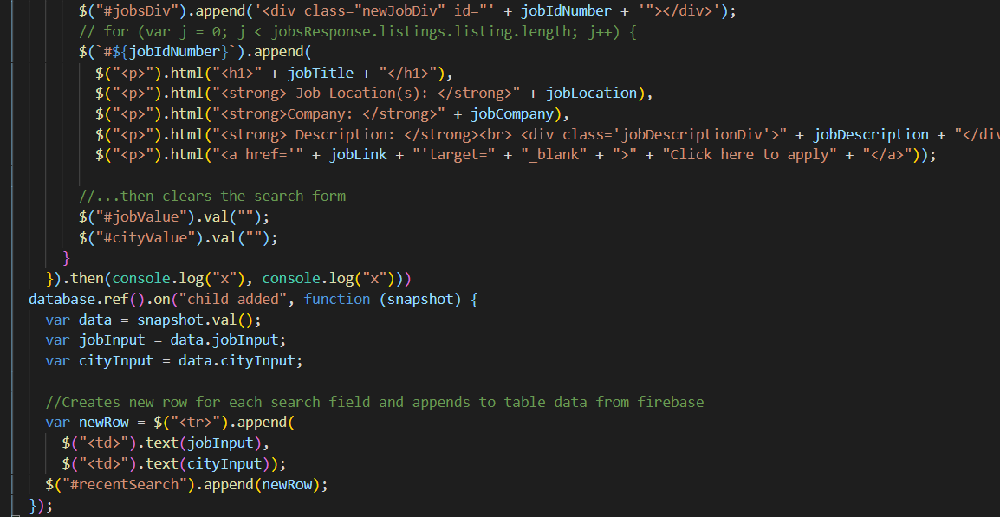 $("#jobsDiv").append('<div class="newJobDiv" id="' + jobIdNumber + '"></div>');
// for (var j = 0; j < jobsResponse.listings.listing.length; j++) {
$(`#${jobIdNumber}`).append(
$("<p>").html("<h1>" + jobTitle + "</h1>"),
$("<p>").html("<strong> Job Location(s): </strong>" + jobLocation),
$("<p>").html("<strong>Company: </strong>" + jobCompany),
$("<p>").html("<strong> Description: </strong><br> <div class='jobDescriptionDiv'>" + jobDescription + "</div
$("<p>").html("<a href='" + jobLink + "'target=" + "_blank" + ">" + "Click here to apply" + "</a>"));
//...then clears the search form
$("#jobValue").val("");
$("#cityValue").val("");
}
}).then(console.log("x"), console.log("x")))
database.ref().on("child_added", function (snapshot) {
var data = snapshot.val();
var jobInput = data.jobInput;
var cityInput = data.cityInput;
//Creates new row for each search field and appends to table data from firebase
var newRow = $("<tr>").append(
$("<td>").text(jobInput),
$("<td>").text(cityInput));
$("#recentSearch").append(newRow);
});